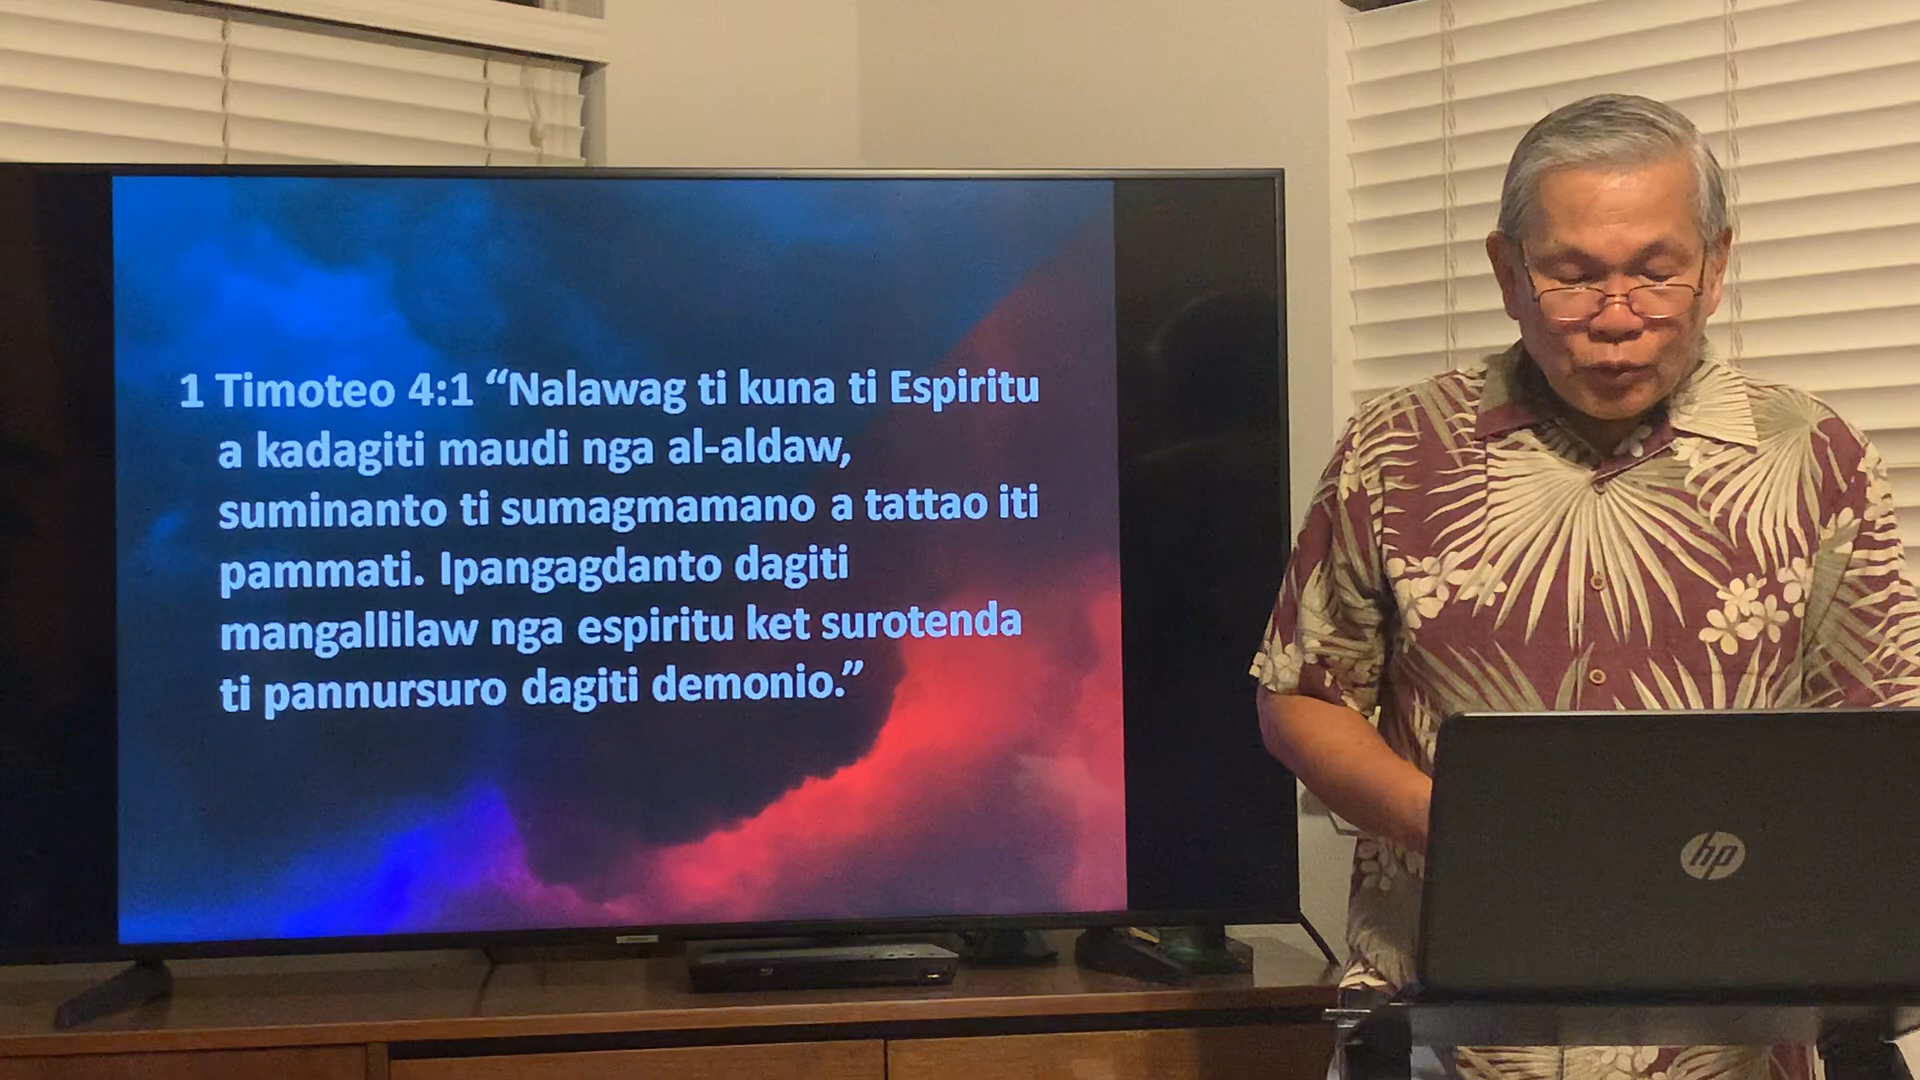 1 Timoteo 4:1 “Nalawag ti kuna ti Espiritu
a kadagiti maudi nga al-aldaw,
suminanto ti sumagmamano a tattao iti
pammati. Ipangagdanto dagiti
mangallilaw nga espiritu ket surotenda
ti pannursuro dagiti demonio.”
hp